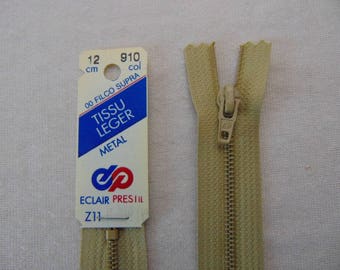 12 910
cm col
00 FILCO SUPRA
TISSU
LEGER
METAL
ECLAIR PRESTIL
Z11